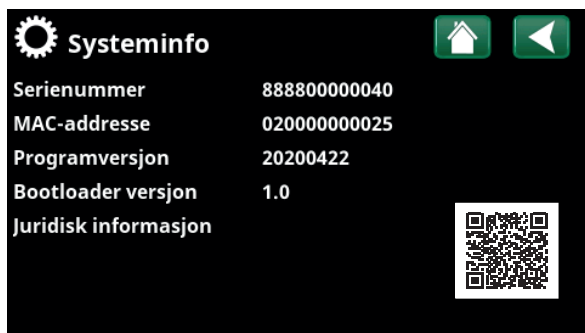 Systeminfo
Serienummer 888800000040
MAC-addresse 020000000025
Programversjon 20200422
Bootloader versjon 1.0
Juridisk informasjon